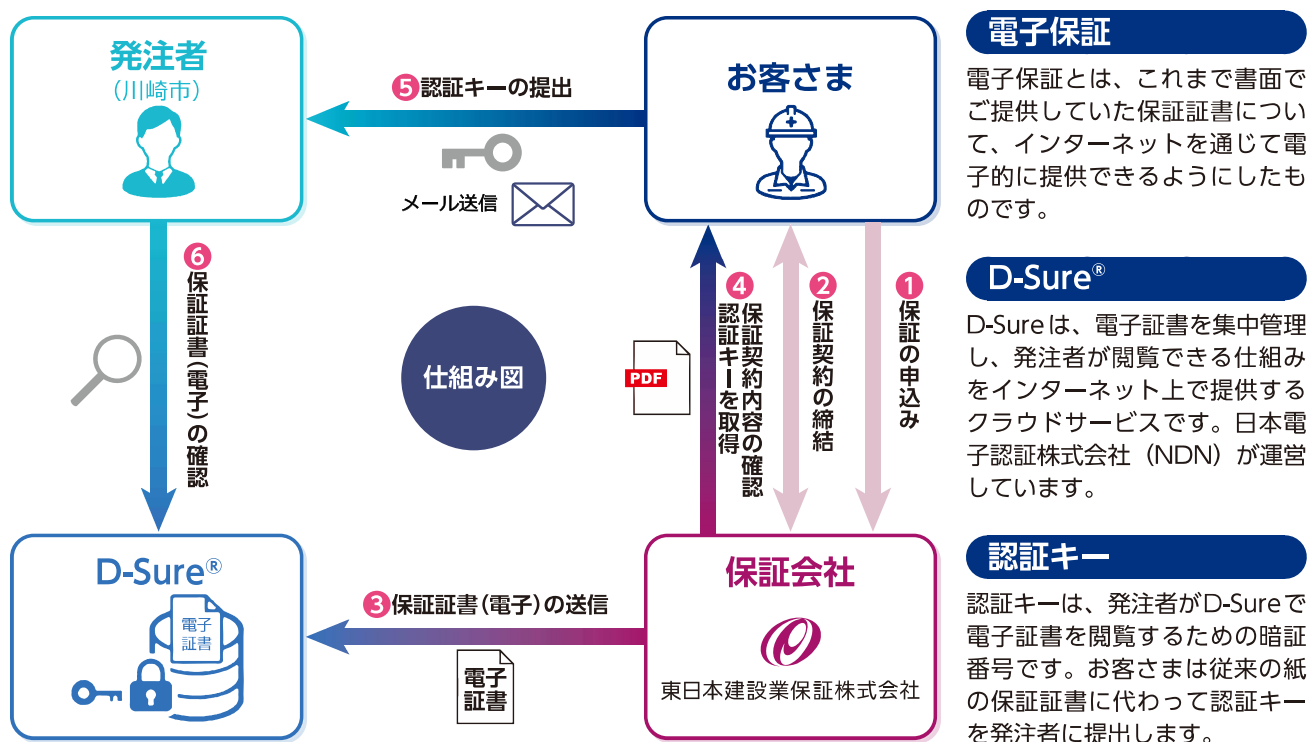 発注者
(川崎市)
❺認証キーの提出
メール送信
お客さま
❻保証証書(電子)の確認
仕組み図
PDF
❹保証契約内容の確認
認証キーを取得
❷保証契約の締結
❶保証の申込み
D-Sure®
電子
証書
❸保証証書(電子)の送信
電子
証書
保証会社
東日本建設業保証株式会社
電子保証
電子保証とは、これまで書面で
ご提供していた保証証書につい
て、インターネットを通じて電
子的に提供できるようにしたも
のです。
D-Sure®
D-Sureは、電子証書を集中管理
し、発注者が閲覧できる仕組み
をインターネット上で提供する
クラウドサービスです。日本電
子認証株式会社（NDN）が運営
しています。
認証キー
認証キーは、発注者がD-Sureで
電子証書を閲覧するための暗証
番号です。お客さまは従来の紙
の保証証書に代わって認証キー
を発注者に提出します。